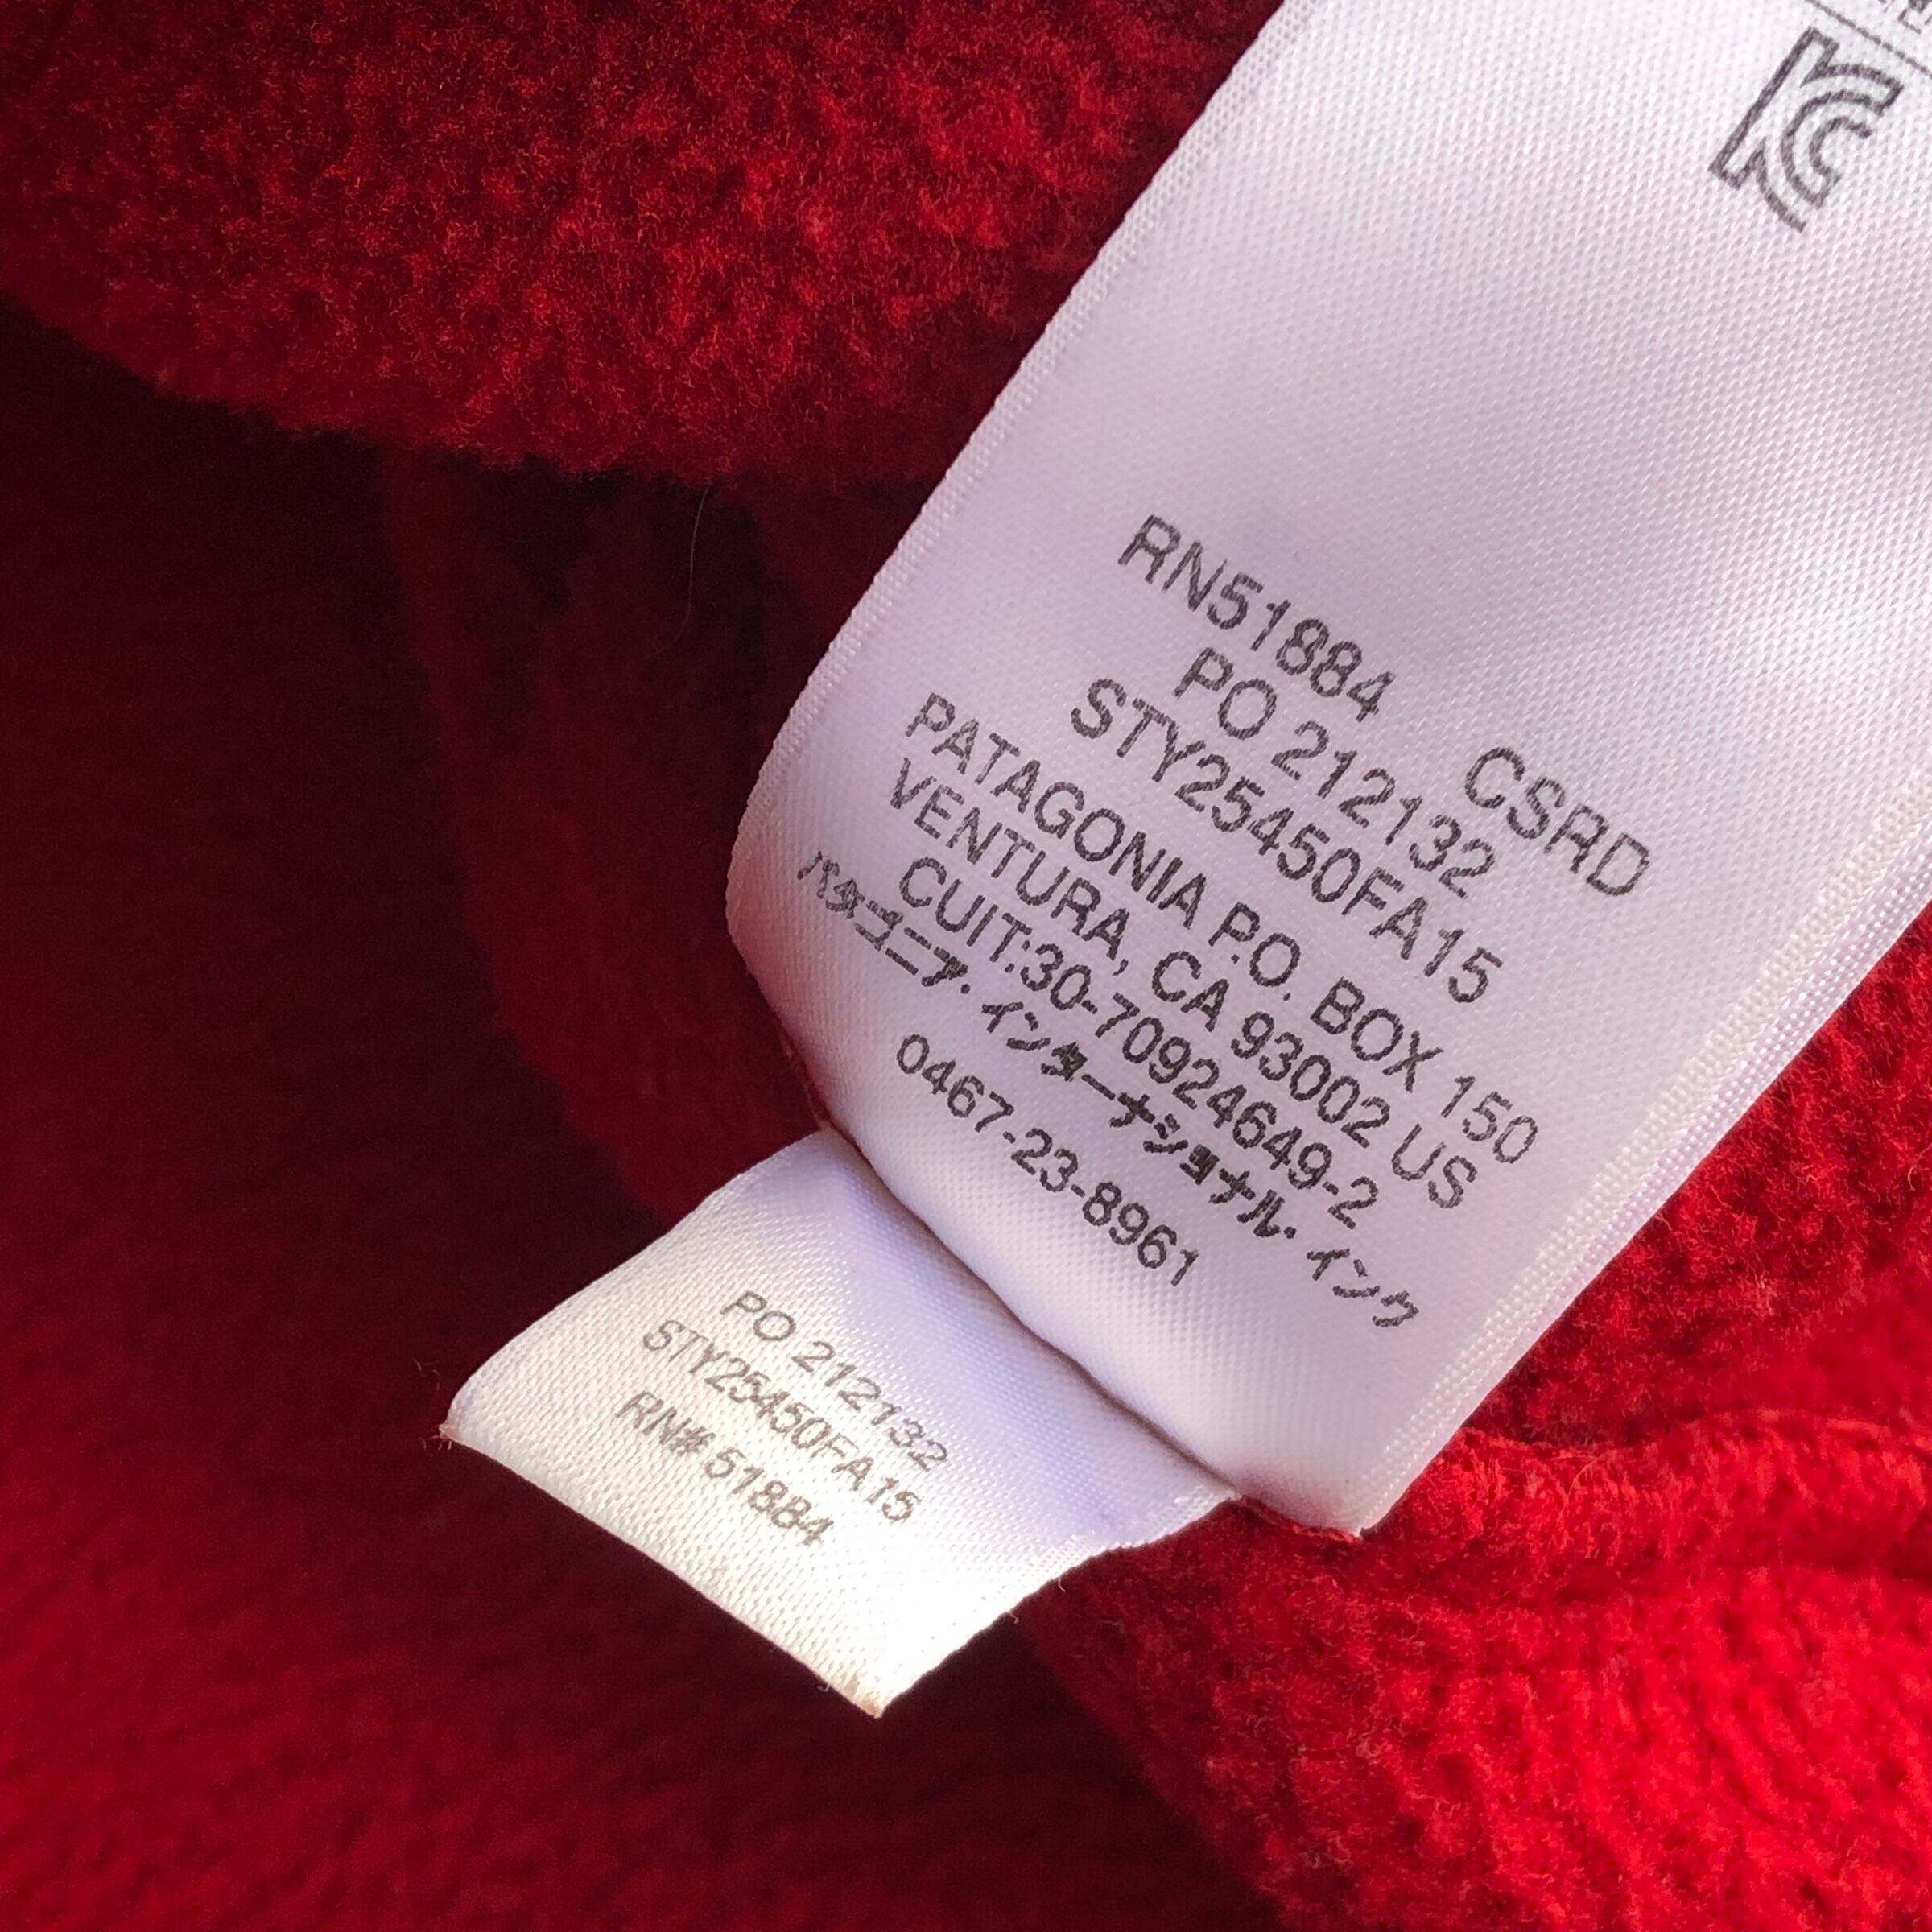 RN51884 CSRD
PO 212132
STY25450FA15
PATAGONIA P.O. BOX 150
VENTURA, CA 93002 US
CUIT:30-70924649-2
パタゴニア・インターナショナル・インク
0467-23-8961
PO 212132
STY25450FA15
RN# 51884